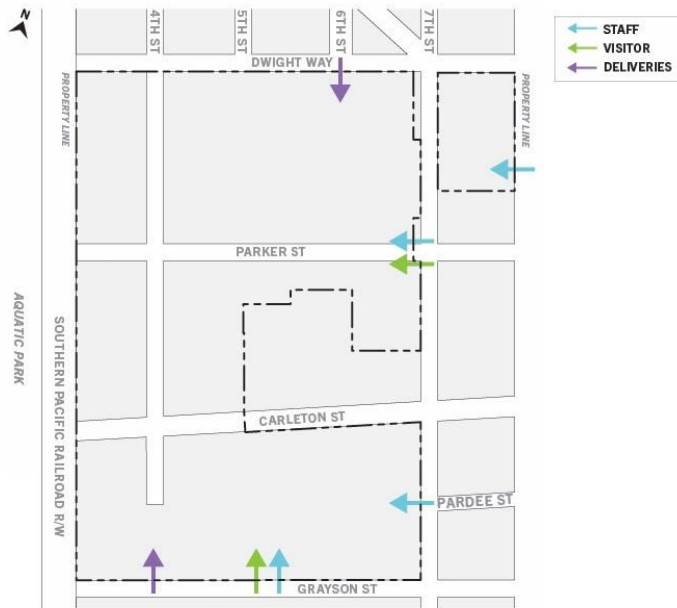 N
4TH ST
5TH ST
6TH ST
7TH ST
STAFF
VISITOR
DELIVERIES
DWIGHT WAY
PROPERTY LINE
PROPERTY LINE
PARKER ST
AQUATIC PARK
SOUTHERN PACIFIC RAILROAD R/W
CARLETON ST
PARDEE ST
GRAYSON ST